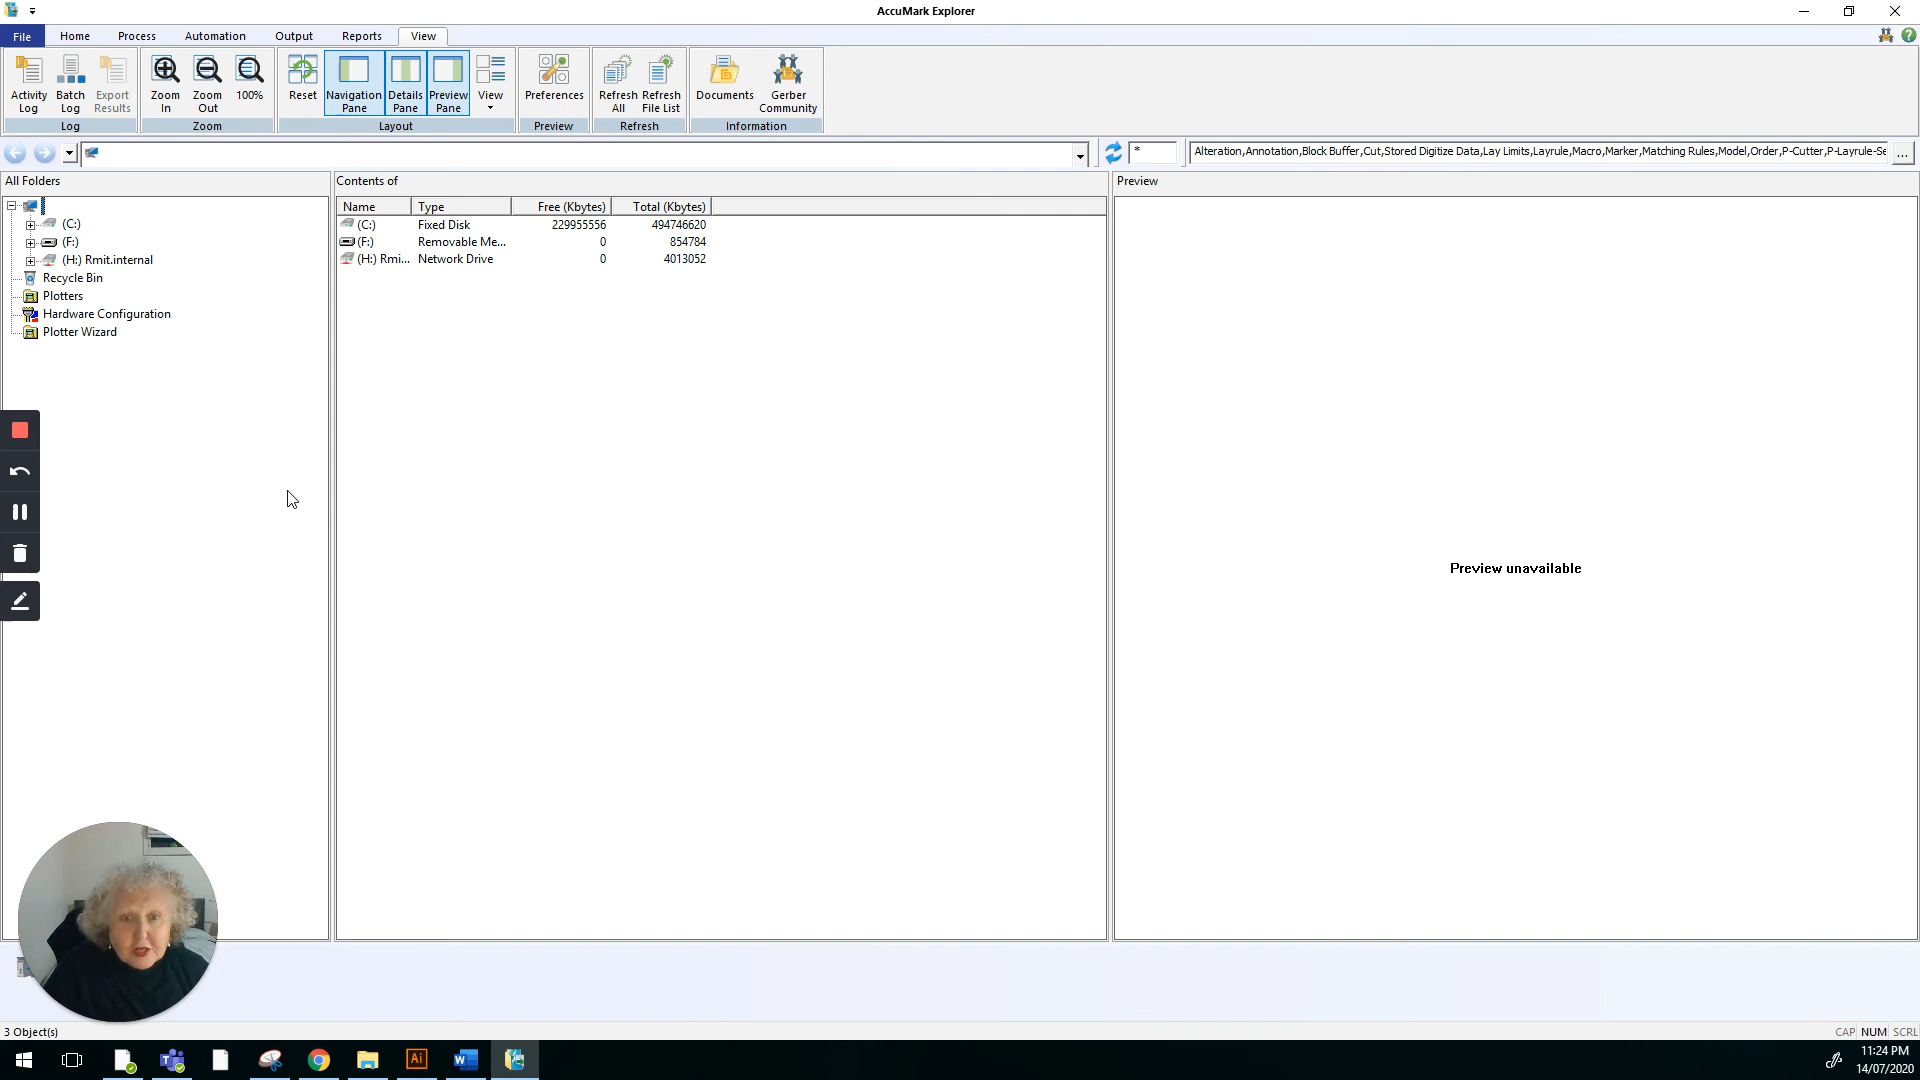 AccuMark Explorer
File Home Process Automation Output Reports View
Activity Log Batch Log Export Results Zoom In Zoom Out 100% Reset Navigation Pane Details Pane Preview Pane View Preferences Refresh All Refresh File List Documents Gerber Community
Log Zoom Layout Preview Refresh Information
* Alteration,Annotation,Block Buffer,Cut,Stored Digitize Data,Lay Limits,Layrule,Macro,Marker,Matching Rules,Model,Order,P-Cutter,P-Layrule-Se ...
All Folders
(C:)
(F:)
(H:) Rmit.internal
Recycle Bin
Plotters
Hardware Configuration
Plotter Wizard
Contents of
Name Type Free (Kbytes) Total (Kbytes)
(C:) Fixed Disk 229955556 494746620
(F:) Removable Me... 0 854784
(H:) Rmi... Network Drive 0 4013052
Preview
Preview unavailable
3 Object(s)
CAP NUM SCRL
11:24 PM
14/07/2020